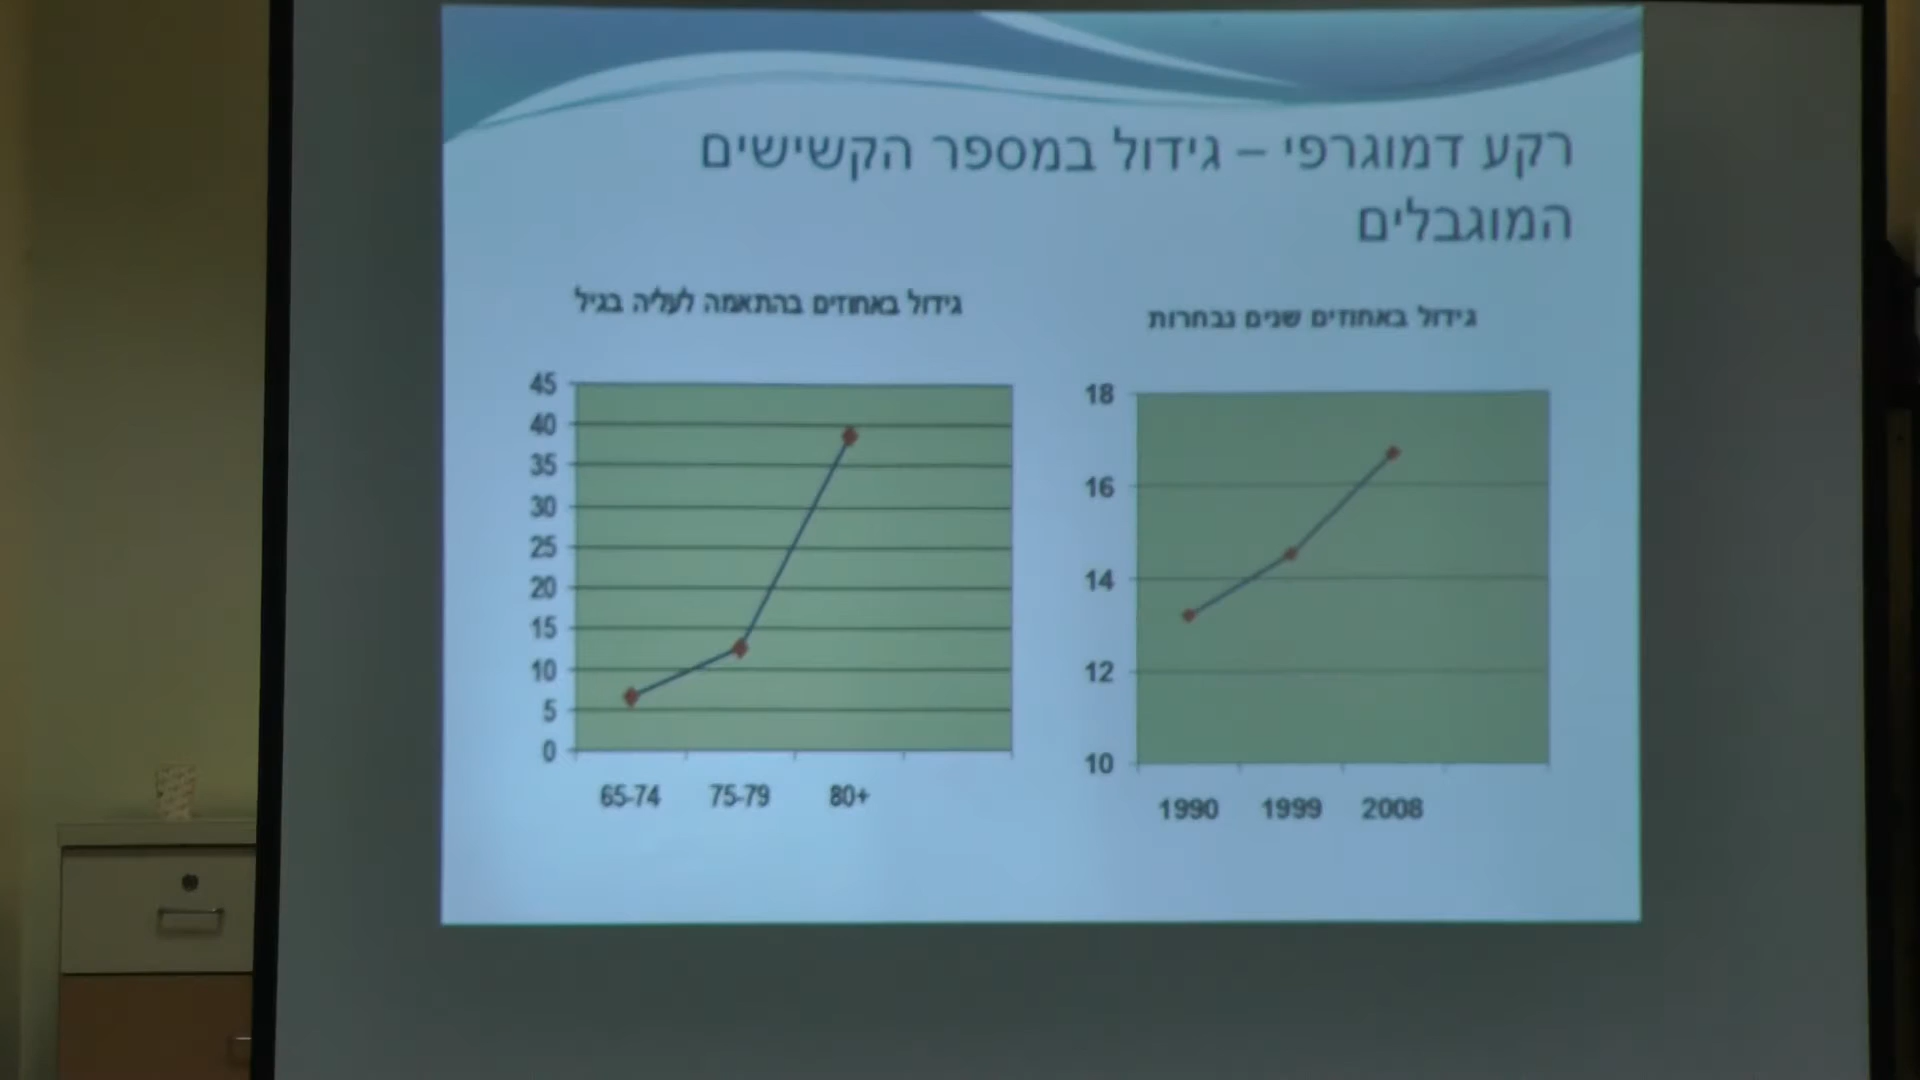 רקע דמוגרפי – גידול במספר הקשישים
המוגבלים
גידול באחוזים שנים נבחרות
18
16
14
12
10
1990 1999 2008
גידול באחוזים בהתאמה לעליה בגיל
45
40
35
30
25
20
15
10
5
0
65-74 75-79 80+